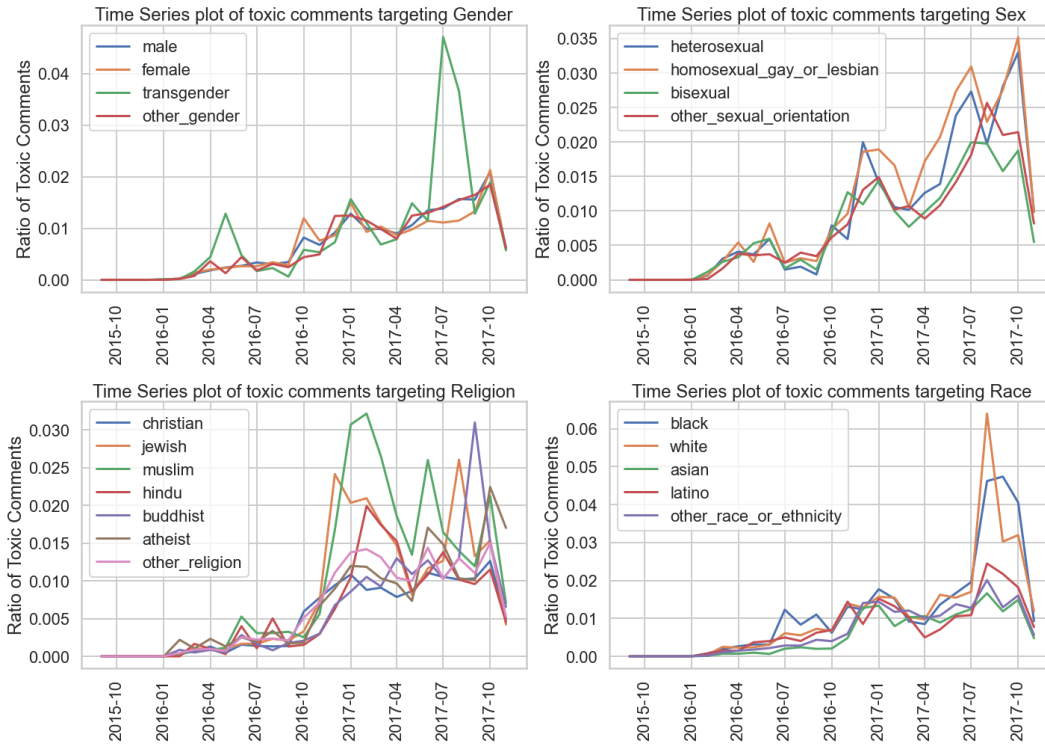 Time Series plot of toxic comments targeting Gender
Ratio of Toxic Comments
0.04
0.03
0.02
0.01
0.00
male
female
transgender
other_gender
2015-10
2016-01
2016-04
2016-07
2016-10
2017-01
2017-04
2017-07
2017-10
Time Series plot of toxic comments targeting Sex
Ratio of Toxic Comments
0.035
0.030
0.025
0.020
0.015
0.010
0.005
0.000
heterosexual
homosexual_gay_or_lesbian
bisexual
other_sexual_orientation
2015-10
2016-01
2016-04
2016-07
2016-10
2017-01
2017-04
2017-07
2017-10
Time Series plot of toxic comments targeting Religion
Ratio of Toxic Comments
0.030
0.025
0.020
0.015
0.010
0.005
0.000
christian
jewish
muslim
hindu
buddhist
atheist
other_religion
2015-10
2016-01
2016-04
2016-07
2016-10
2017-01
2017-04
2017-07
2017-10
Time Series plot of toxic comments targeting Race
Ratio of Toxic Comments
0.06
0.05
0.04
0.03
0.02
0.01
0.00
black
white
asian
latino
other_race_or_ethnicity
2015-10
2016-01
2016-04
2016-07
2016-10
2017-01
2017-04
2017-07
2017-10